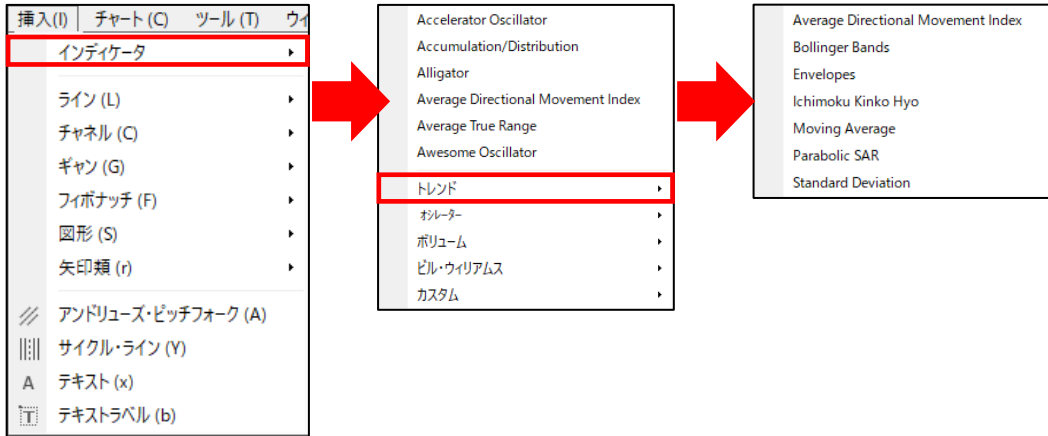 挿入(I) チャート (C) ツール (T) ウィ
インディケータ
ライン (L)
チャネル (C)
ギャン (G)
フィボナッチ (F)
図形 (S)
矢印類 (r)
アンドリューズ・ピッチフォーク (A)
サイクル・ライン (Y)
A テキスト (x)
T テキストラベル (b)
Accelerator Oscillator
Accumulation/Distribution
Alligator
Average Directional Movement Index
Average True Range
Awesome Oscillator
トレンド
オシレーター
ボリューム
ビル・ウィリアムス
カスタム
Average Directional Movement Index
Bollinger Bands
Envelopes
Ichimoku Kinko Hyo
Moving Average
Parabolic SAR
Standard Deviation